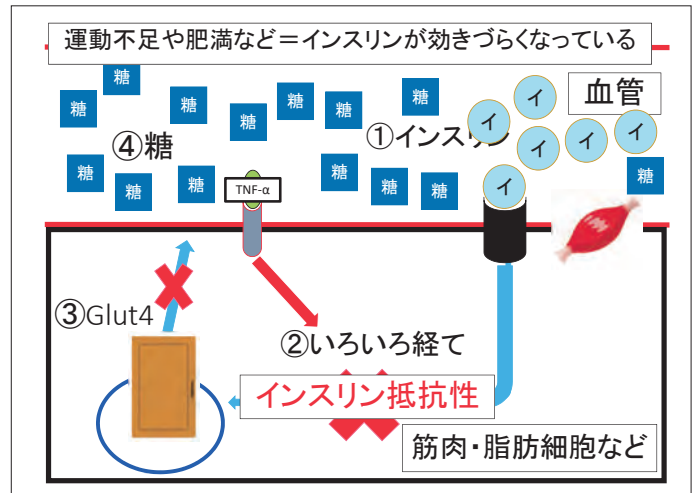 運動不足や肥満など＝インスリンが効きづらくなっている
糖
糖
糖
糖
糖
糖
糖
イ
イ
血管
④糖
①インスリン
イ
イ
イ
糖
糖
糖
TNF-α
糖
糖
糖
イ
糖
③Glut4
②いろいろ経て
インスリン抵抗性
筋肉・脂肪細胞など